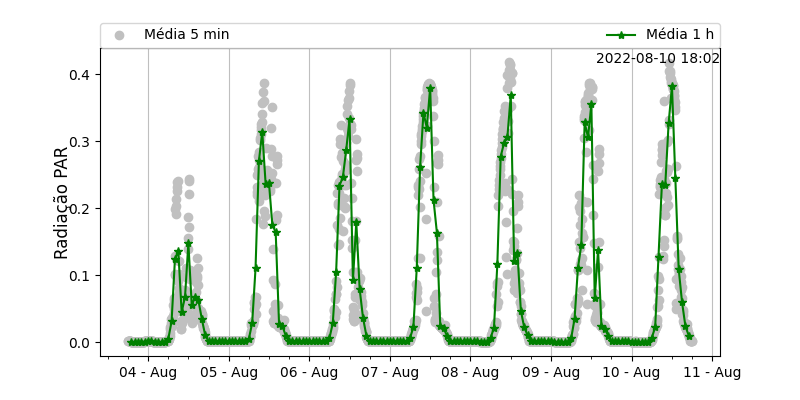 Média 5 min
Média 1 h
2022-08-10 18:02
Radiação PAR
0.4
0.3
0.2
0.1
0.0
04 - Aug
05 - Aug
06 - Aug
07 - Aug
08 - Aug
09 - Aug
10 - Aug
11 - Aug